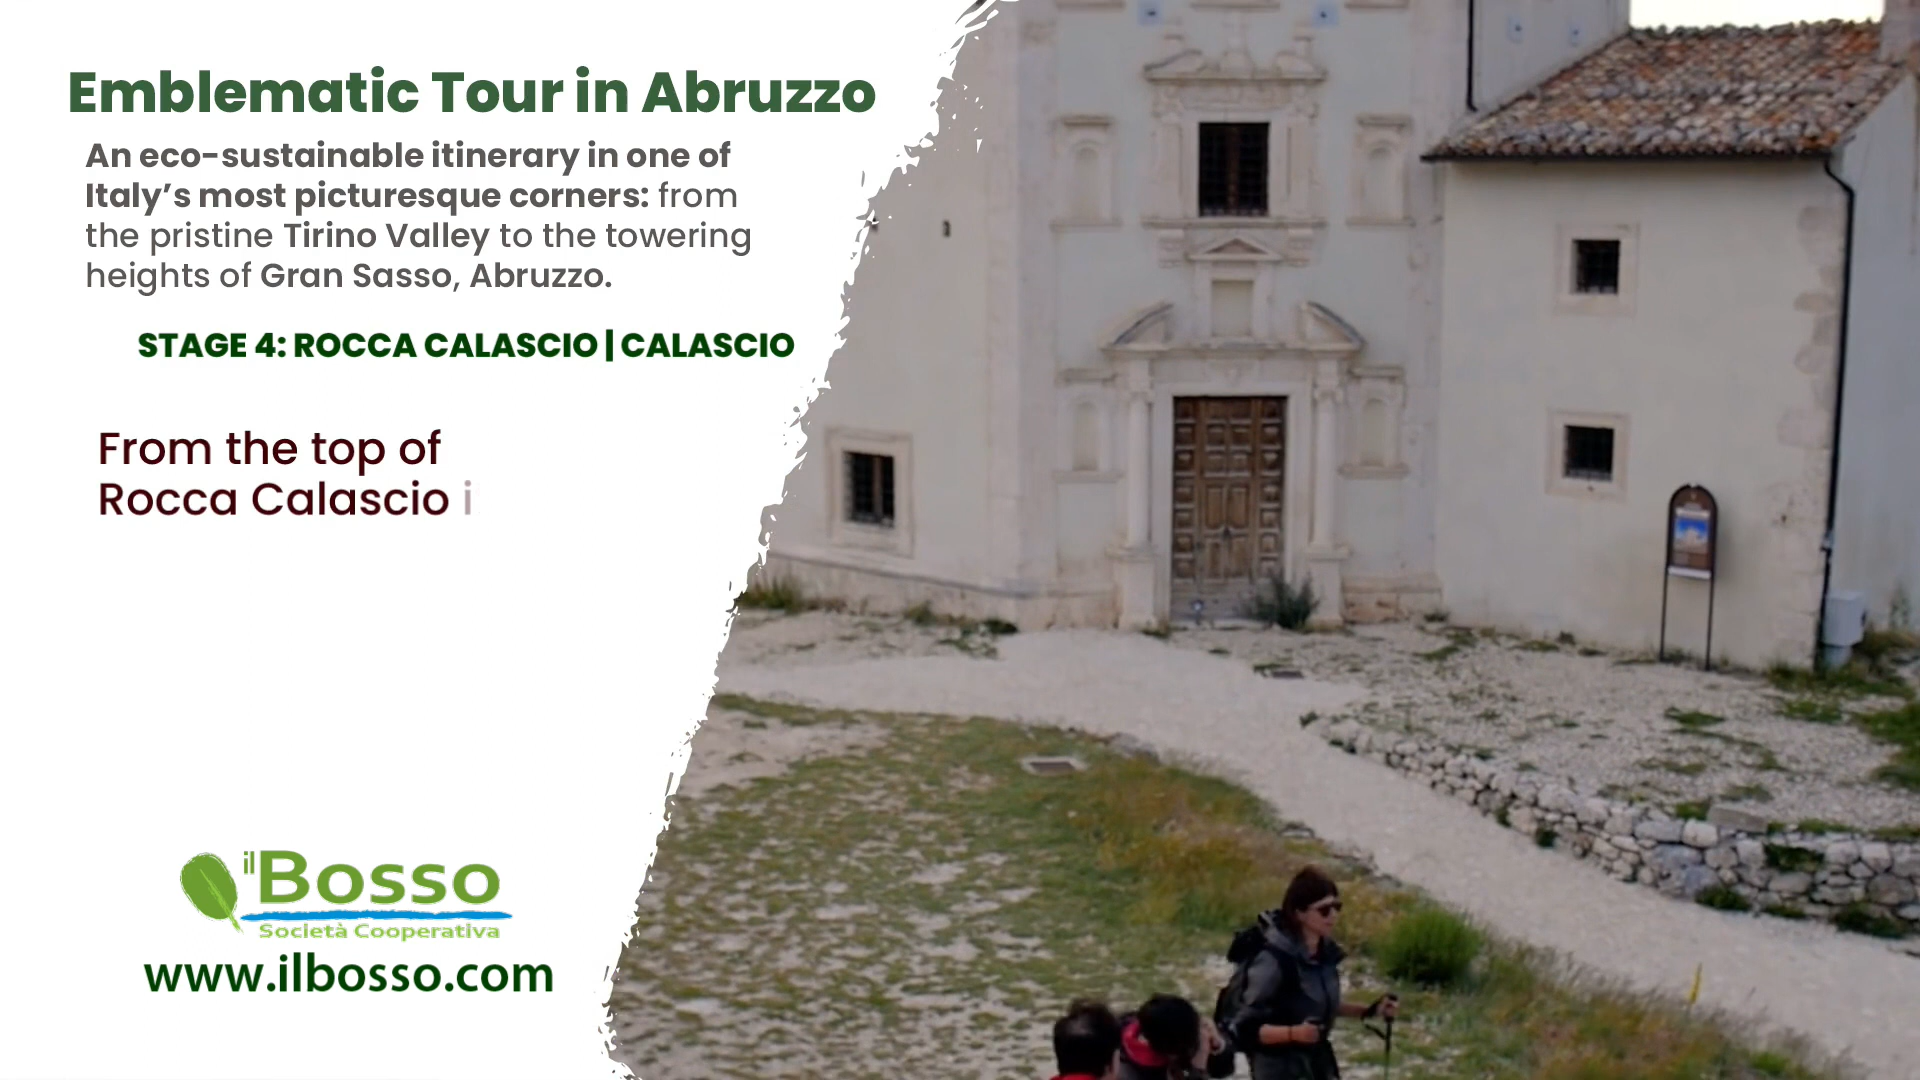 Emblematic Tour in Abruzzo
An eco-sustainable itinerary in one of
Italy’s most picturesque corners: from
the pristine Tirino Valley to the towering
heights of Gran Sasso, Abruzzo.
STAGE 4: ROCCA CALASCIO | CALASCIO
From the top of
Rocca Calascio i
il Bosso
Società Cooperativa
www.ilbosso.com